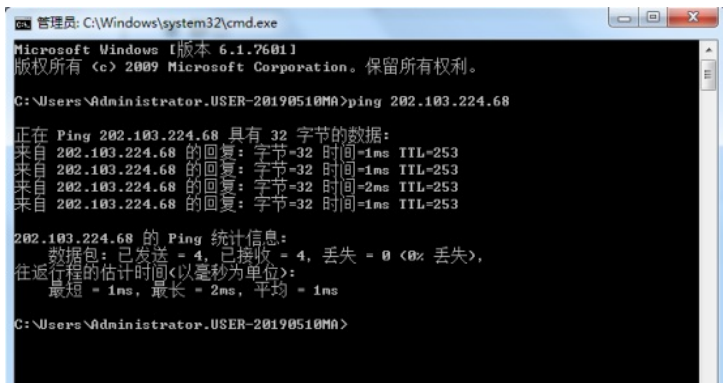 管理员: C:\Windows\system32\cmd.exe
Microsoft Windows [版本 6.1.7601]
版权所有 (c) 2009 Microsoft Corporation。保留所有权利。
C:\Users\Administrator.USER-20190510MA>ping 202.103.224.68
正在 Ping 202.103.224.68 具有 32 字节的数据:
来自 202.103.224.68 的回复: 字节=32 时间=1ms TTL=253
来自 202.103.224.68 的回复: 字节=32 时间=1ms TTL=253
来自 202.103.224.68 的回复: 字节=32 时间=2ms TTL=253
来自 202.103.224.68 的回复: 字节=32 时间=1ms TTL=253
202.103.224.68 的 Ping 统计信息:
数据包: 已发送 = 4, 已接收 = 4, 丢失 = 0 (0% 丢失),
往返行程的估计时间(以毫秒为单位):
最短 = 1ms, 最长 = 2ms, 平均 = 1ms
C:\Users\Administrator.USER-20190510MA>